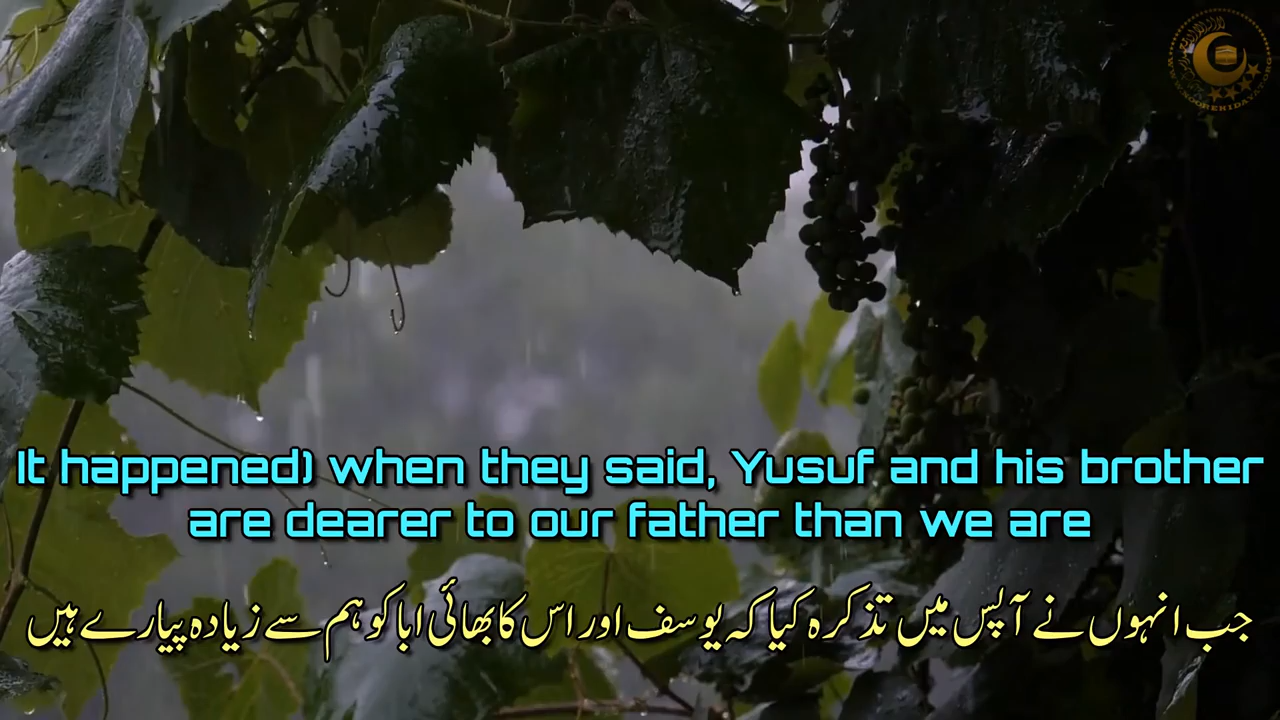 It happened) when they said, Yusuf and his brother
are dearer to our father than we are
جب انہوں نے آپس میں تذکرہ کیا کہ یوسف اور اس کا بھائی ابا کو ہم سے زیادہ پیارے ہیں